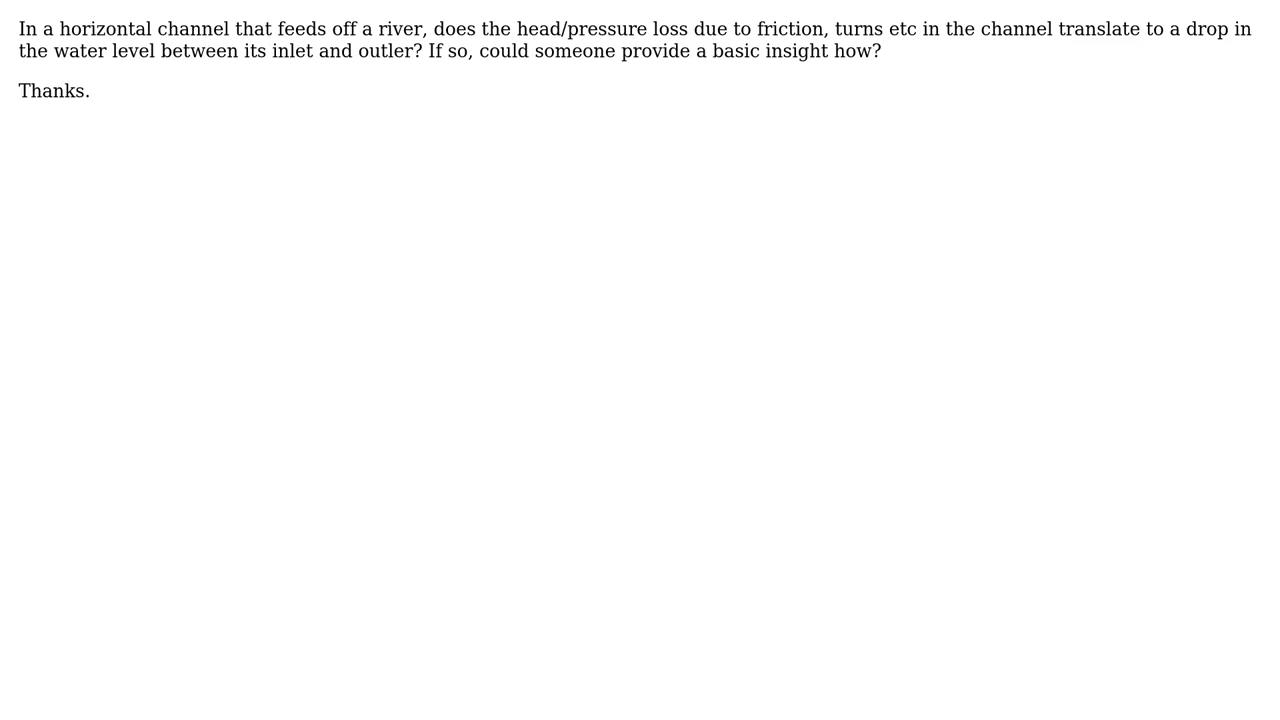 In a horizontal channel that feeds off a river, does the head/pressure loss due to friction, turns etc in the channel translate to a drop in
the water level between its inlet and outler? If so, could someone provide a basic insight how?
Thanks.